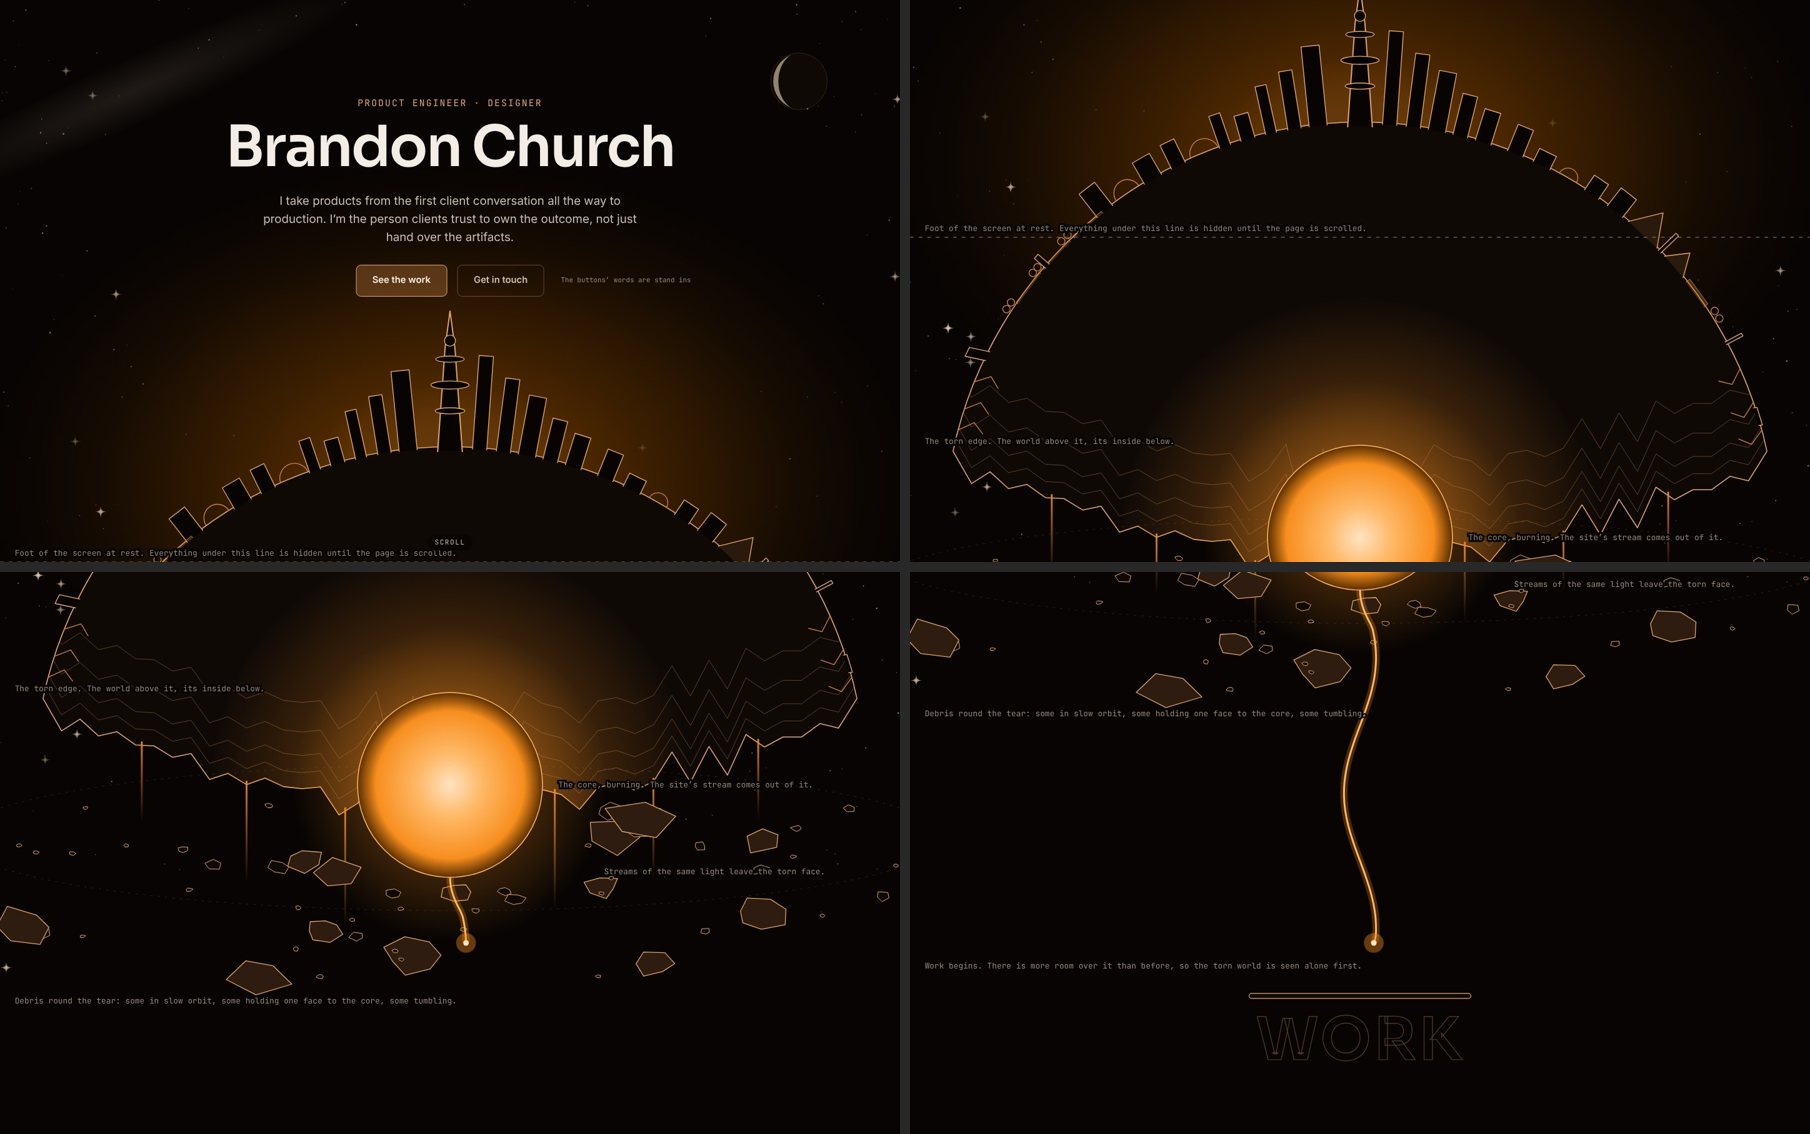 PRODUCT ENGINEER · DESIGNER
Brandon Church
I take products from the first client conversation all the way to
production. I’m the person clients trust to own the outcome, not just
hand over the artifacts.
See the work
Get in touch
The buttons’ words are stand ins
SCROLL
Foot of the screen at rest. Everything under this line is hidden until the page is scrolled.
Foot of the screen at rest. Everything under this line is hidden until the page is scrolled.
The torn edge. The world above it, its inside below.
The core, burning. The site’s stream comes out of it.
The torn edge. The world above it, its inside below.
The core, burning. The site’s stream comes out of it.
Streams of the same light leave the torn face.
Debris round the tear: some in slow orbit, some holding one face to the core, some tumbling.
Streams of the same light leave the torn face.
Debris round the tear: some in slow orbit, some holding one face to the core, some tumbling.
Work begins. There is more room over it than before, so the torn world is seen alone first.
WORK